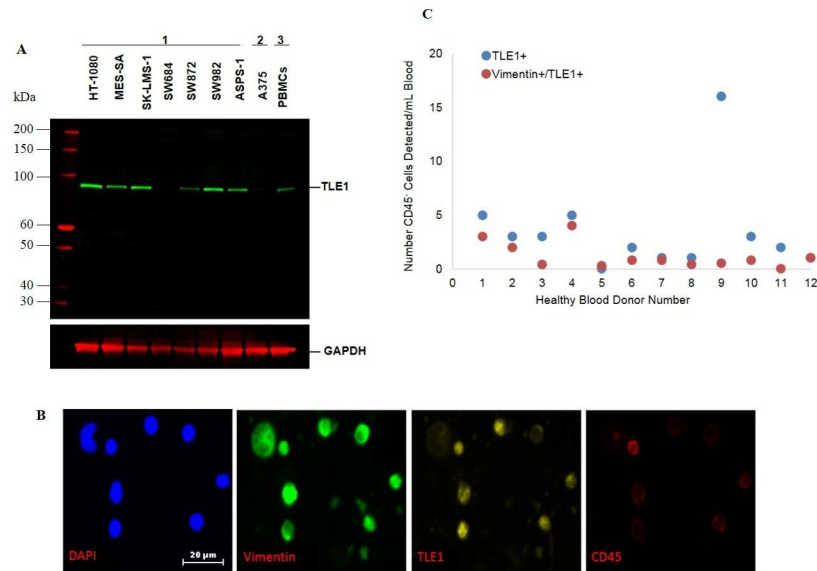 A
1 2 3
HT-1080
MES-SA
SK-LMS-1
SW684
SW872
SW982
ASPS-1
A375
PBMCs
kDa
200
150
100
60
50
40
30
TLE1
GAPDH
C
TLE1+
Vimentin+/TLE1+
Number CD45- Cells Detected/mL Blood
20
15
10
5
0
0 1 2 3 4 5 6 7 8 9 10 11 12
Healthy Blood Donor Number
B
DAPI
20 µm
Vimentin
TLE1
CD45